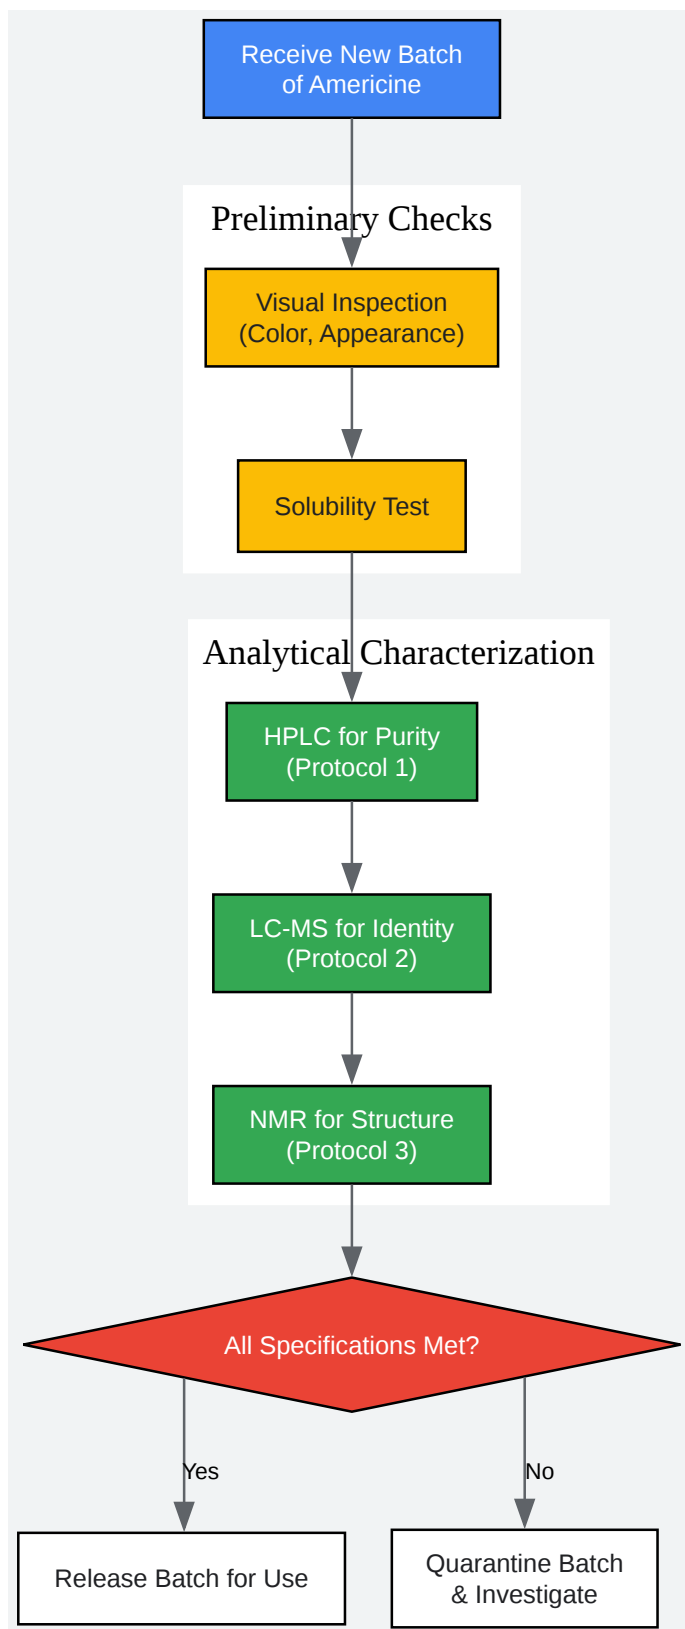 Receive New Batch
of Americine
Preliminary Checks
Visual Inspection
(Color, Appearance)
Solubility Test
Analytical Characterization
HPLC for Purity
(Protocol 1)
LC-MS for Identity
(Protocol 2)
NMR for Structure
(Protocol 3)
All Specifications Met?
Yes
No
Release Batch for Use
Quarantine Batch
& Investigate